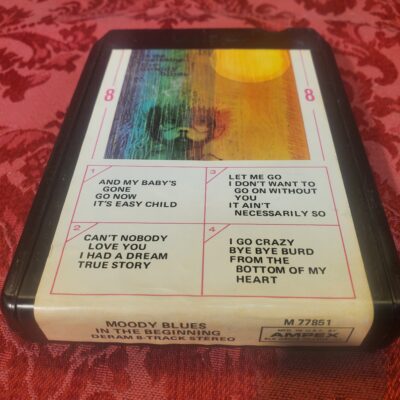 8
8
1
AND MY BABY'S
GONE
GO NOW
IT'S EASY CHILD
3
LET ME GO
I DON'T WANT TO
GO ON WITHOUT
YOU
IT AIN'T
NECESSARILY SO
2
CAN'T NOBODY
LOVE YOU
I HAD A DREAM
TRUE STORY
4
I GO CRAZY
BYE BYE BURD
FROM THE
BOTTOM OF MY
HEART
MOODY BLUES
IN THE BEGINNING
DERAM 8-TRACK STEREO
M 77851
AMPEX